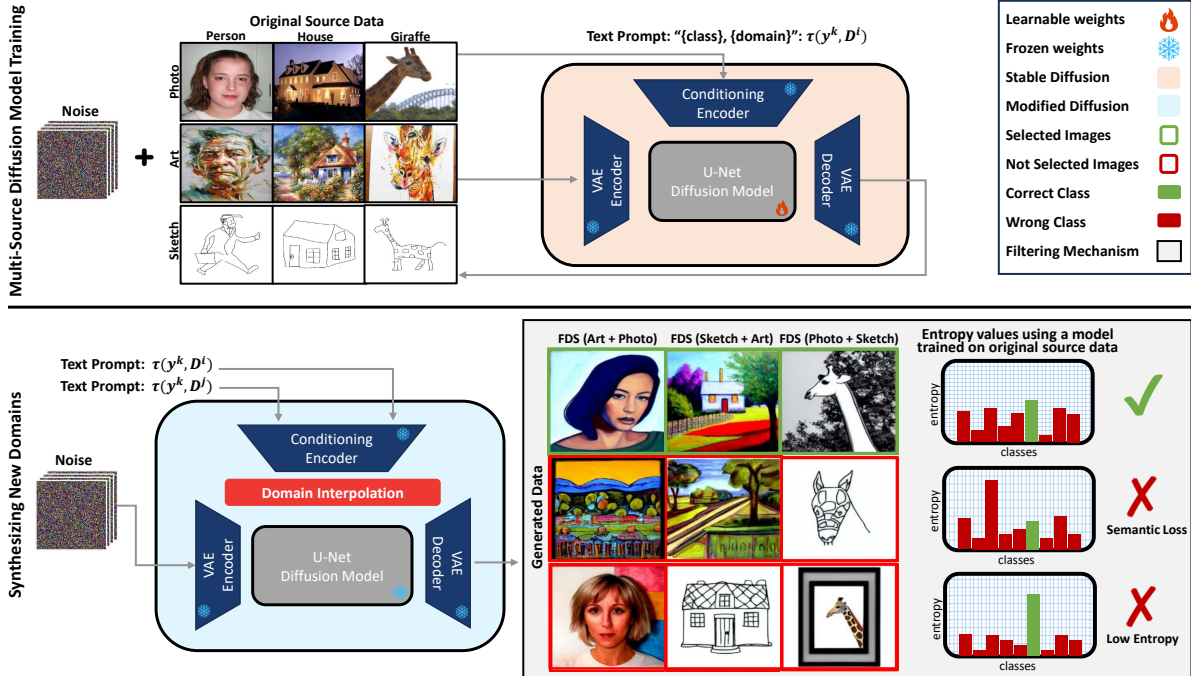 Multi-Source Diffusion Model Training
Noise
Original Source Data
Person House Giraffe
Photo
Art
Sketch
Text Prompt: “{class}, {domain}”: τ(y^k, D^i)
Conditioning
Encoder
VAE
Encoder
U-Net
Diffusion Model
VAE
Decoder
Learnable weights
Frozen weights
Stable Diffusion
Modified Diffusion
Selected Images
Not Selected Images
Correct Class
Wrong Class
Filtering Mechanism
Synthesizing New Domains
Text Prompt: τ(y^k, D^i)
Text Prompt: τ(y^k, D^j)
Noise
Conditioning
Encoder
Domain Interpolation
VAE
Encoder
U-Net
Diffusion Model
VAE
Decoder
Generated Data
FDS (Art + Photo) FDS (Sketch + Art) FDS (Photo + Sketch)
Entropy values using a model
trained on original source data
entropy
classes
entropy
classes
Semantic Loss
entropy
classes
Low Entropy